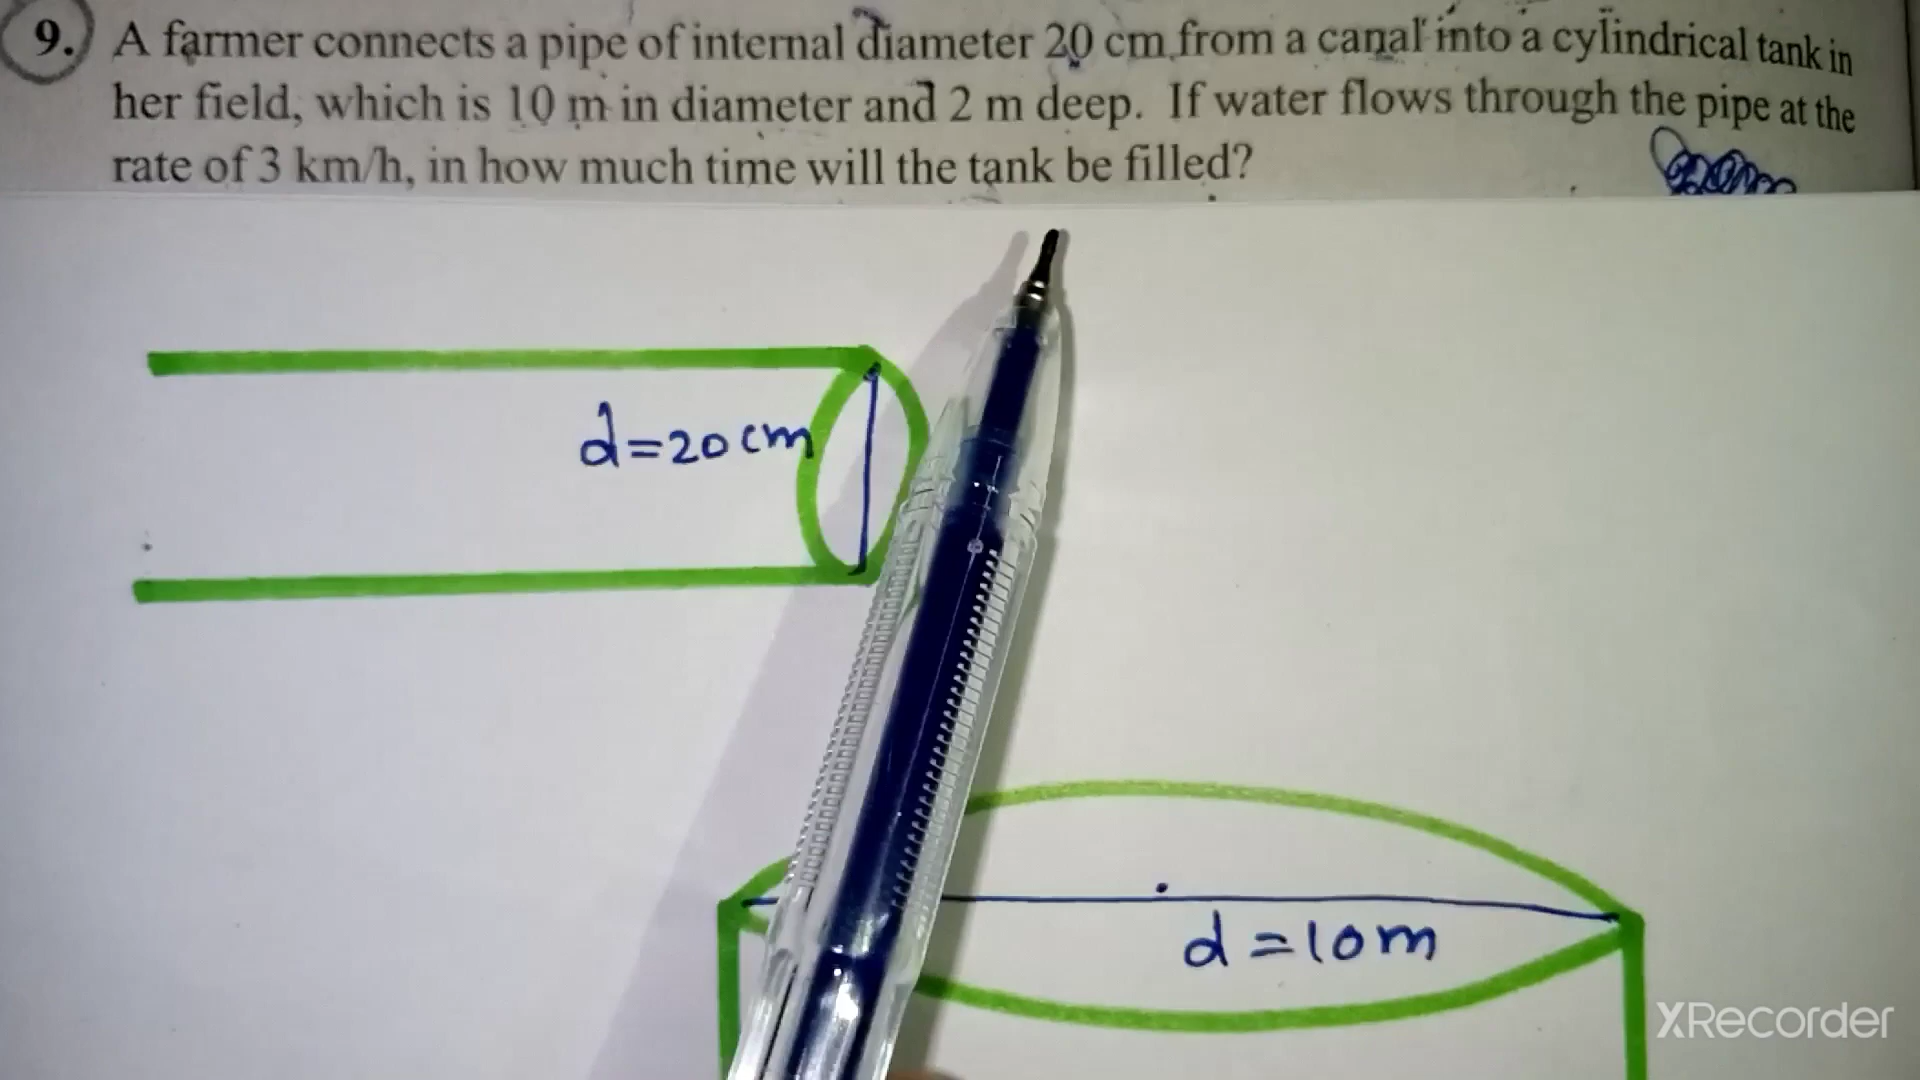 9. A farmer connects a pipe of internal diameter 20 cm from a canal into a cylindrical tank in
her field, which is 10 m in diameter and 2 m deep. If water flows through the pipe at the
rate of 3 km/h, in how much time will the tank be filled?
d=20cm
d=10m
XRecorder